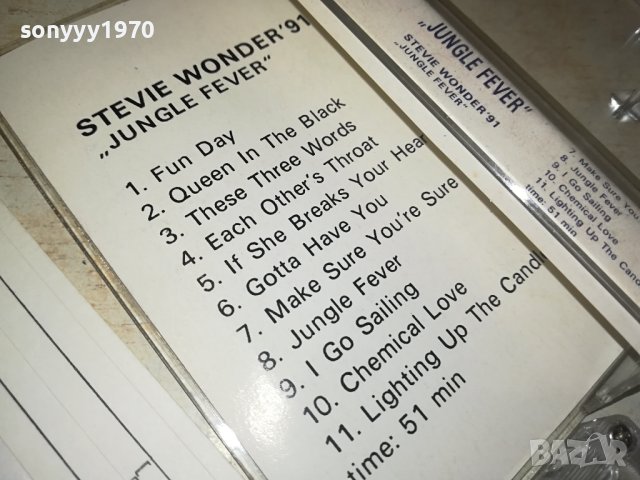 sonyyy1970
STEVIE WONDER'91
„JUNGLE FEVER"
1. Fun Day
2. Queen In The Black
3. These Three Words
4. Each Other's Throat
5. If She Breaks Your Hear
6. Gotta Have You
7. Make Sure You're Sure
8. Jungle Fever
9. I Go Sailing
10. Chemical Love
11. Lighting Up The Candl
time: 51 min
„JUNGLE FEVER"
STEVIE WONDER'91
„JUNGLE FEVER"
7. Make Sure You
8. Jungle Fever
9. I Go Sailing
10. Chemical Love
11. Lighting Up The Candl
time: 51 min
BAZAR
bg